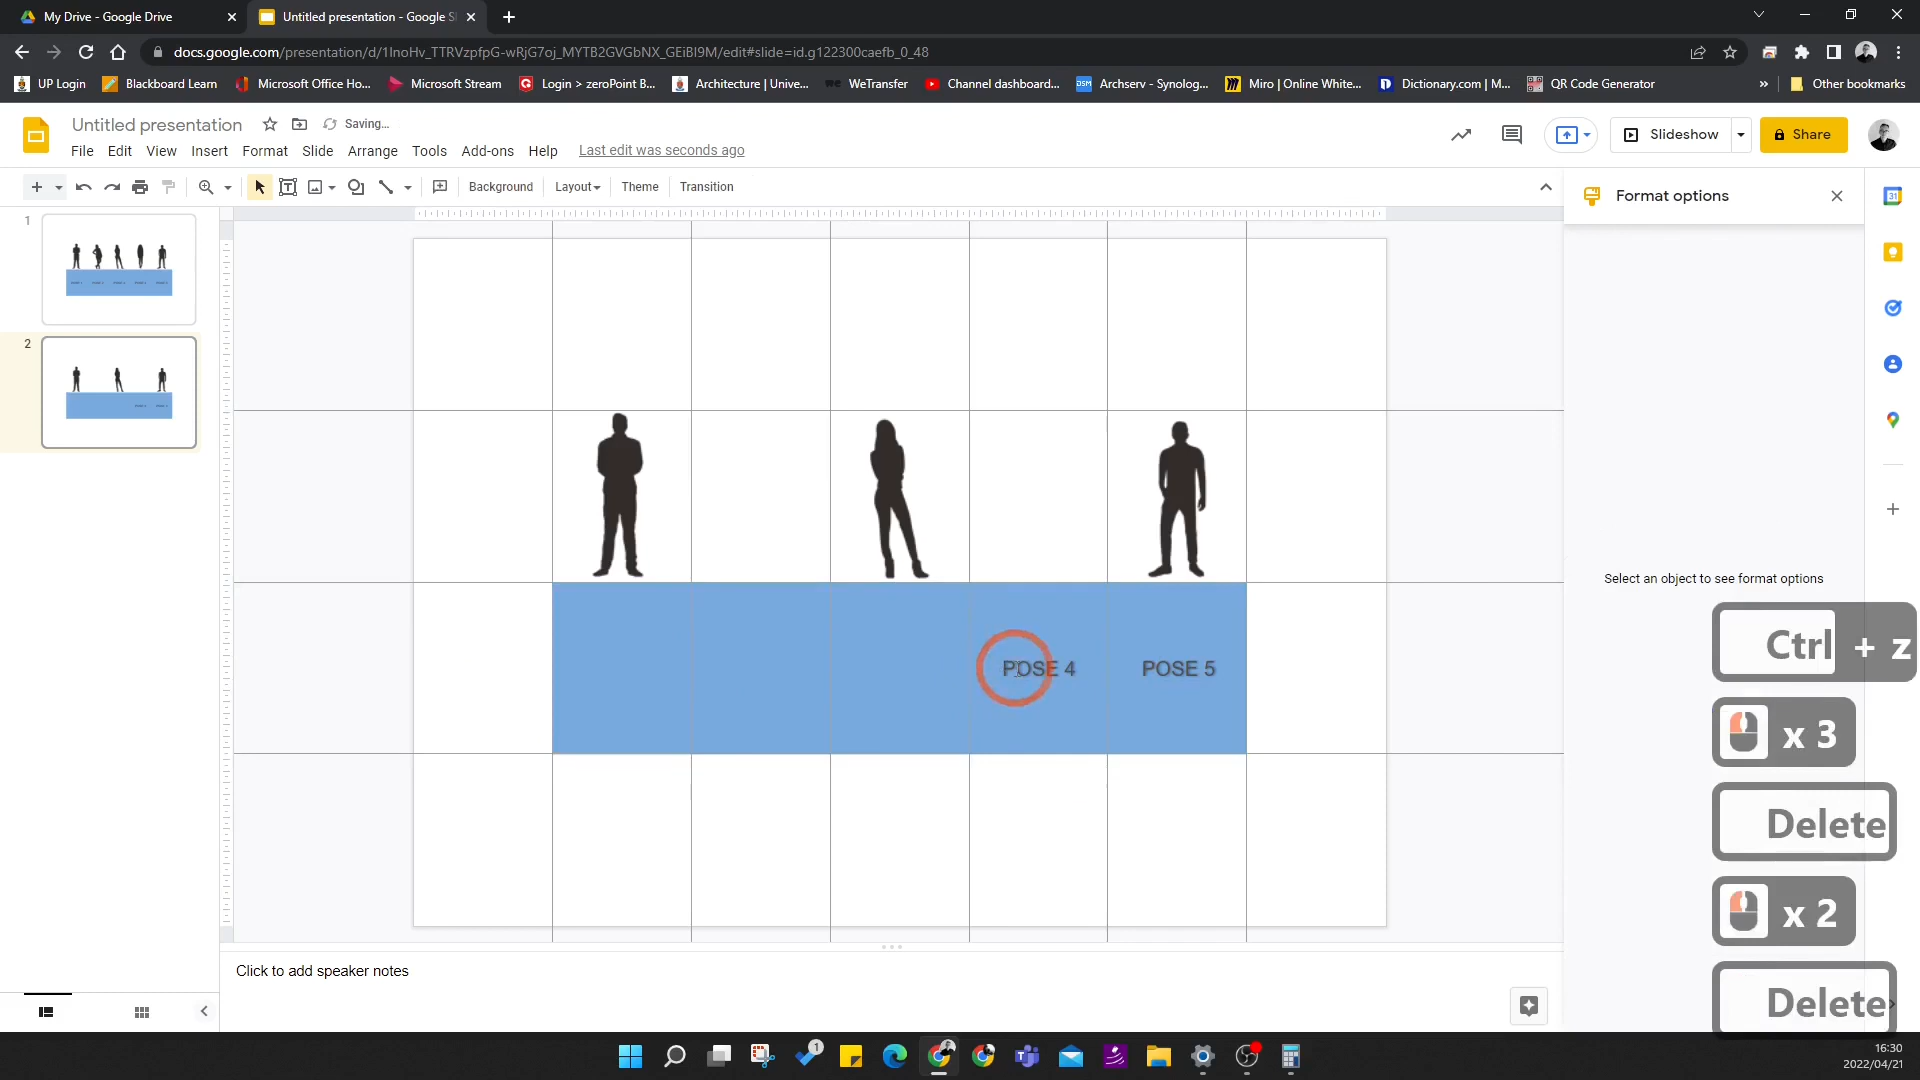 My Drive - Google Drive
Untitled presentation - Google S
docs.google.com/presentation/d/1InoHv_TTRVzpfpG-wRjG7oj_MYTB2GVGbNX_GEiBI9M/edit#slide=id.g122300caefb_0_48
UP Login
Blackboard Learn
Microsoft Office Ho...
Microsoft Stream
Login > zeroPoint B...
Architecture | Unive...
WeTransfer
Channel dashboard...
Archserv - Synolog...
Miro | Online White...
Dictionary.com | M...
QR Code Generator
»
Other bookmarks
Untitled presentation
Saving...
File Edit View Insert Format Slide Arrange Tools Add-ons Help
Last edit was seconds ago
Slideshow
Share
Background
Layout
Theme
Transition
Format options
31
1
2
POSE 4
POSE 5
Select an object to see format options
Ctrl + z
x 3
Delete
x 2
Delete
Click to add speaker notes
1
16:30
2022/04/21